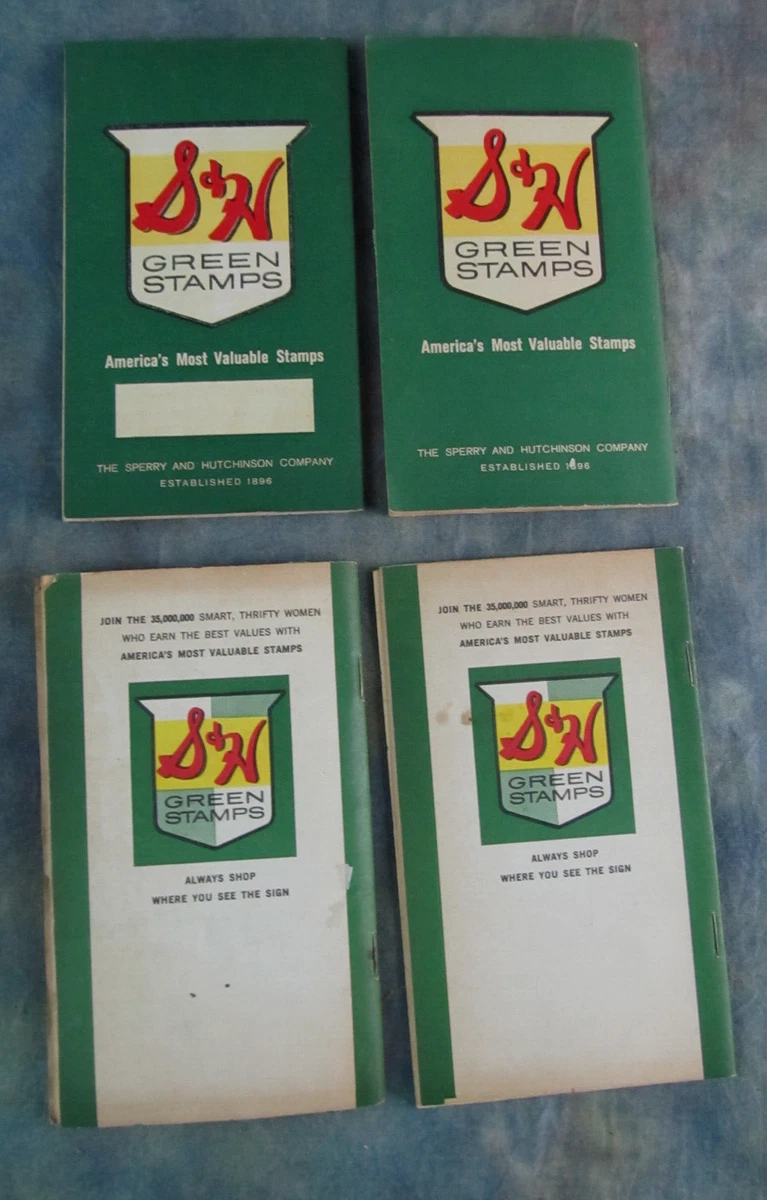 S&H
GREEN
STAMPS
America's Most Valuable Stamps
THE SPERRY AND HUTCHINSON COMPANY
ESTABLISHED 1896
S&H
GREEN
STAMPS
America's Most Valuable Stamps
THE SPERRY AND HUTCHINSON COMPANY
ESTABLISHED 1896
JOIN THE 35,000,000 SMART, THRIFTY WOMEN
WHO EARN THE BEST VALUES WITH
AMERICA'S MOST VALUABLE STAMPS
S&H
GREEN
STAMPS
ALWAYS SHOP
WHERE YOU SEE THE SIGN
JOIN THE 35,000,000 SMART, THRIFTY WOMEN
WHO EARN THE BEST VALUES WITH
AMERICA'S MOST VALUABLE STAMPS
S&H
GREEN
STAMPS
ALWAYS SHOP
WHERE YOU SEE THE SIGN